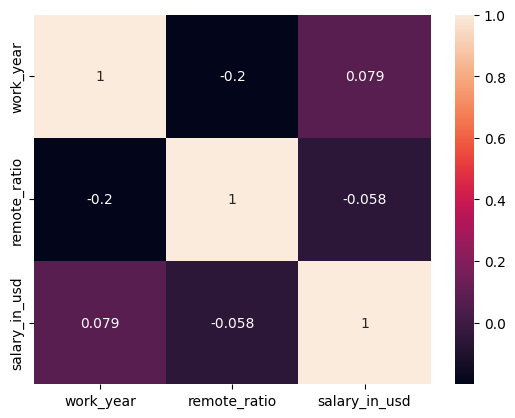 work_year
1
-0.2
0.079
remote_ratio
-0.2
1
-0.058
salary_in_usd
0.079
-0.058
1
work_year
remote_ratio
salary_in_usd
1.0
0.8
0.6
0.4
0.2
0.0